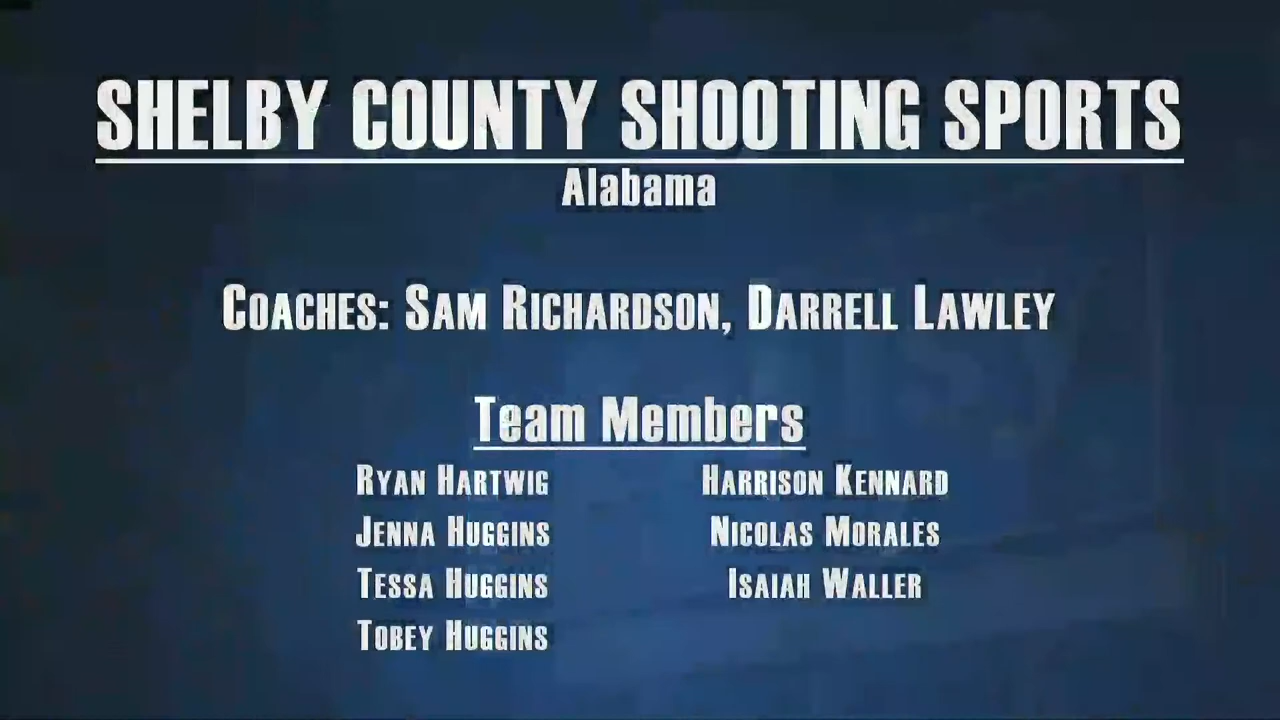 SHELBY COUNTY SHOOTING SPORTS
Alabama
COACHES: SAM RICHARDSON, DARRELL LAWLEY
Team Members
RYAN HARTWIG
JENNA HUGGINS
TESSA HUGGINS
TOBEY HUGGINS
HARRISON KENNARD
NICOLAS MORALES
ISAIAH WALLER